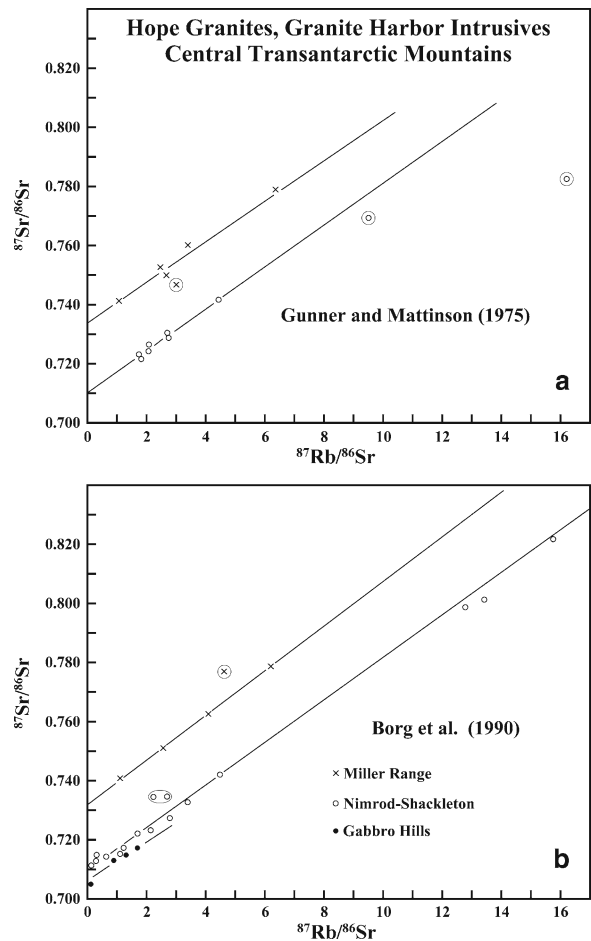 Hope Granites, Granite Harbor Intrusives
Central Transantarctic Mountains
0.820
0.800
0.780
0.760
0.740
0.720
0.700
⁸⁷Sr/⁸⁶Sr
Gunner and Mattinson (1975)
a
0 2 4 6 8 10 12 14 16
⁸⁷Rb/⁸⁶Sr
0.820
0.800
0.780
0.760
0.740
0.720
0.700
⁸⁷Sr/⁸⁶Sr
Borg et al. (1990)
× Miller Range
○ Nimrod-Shackleton
● Gabbro Hills
b
0 2 4 6 8 10 12 14 16
⁸⁷Rb/⁸⁶Sr